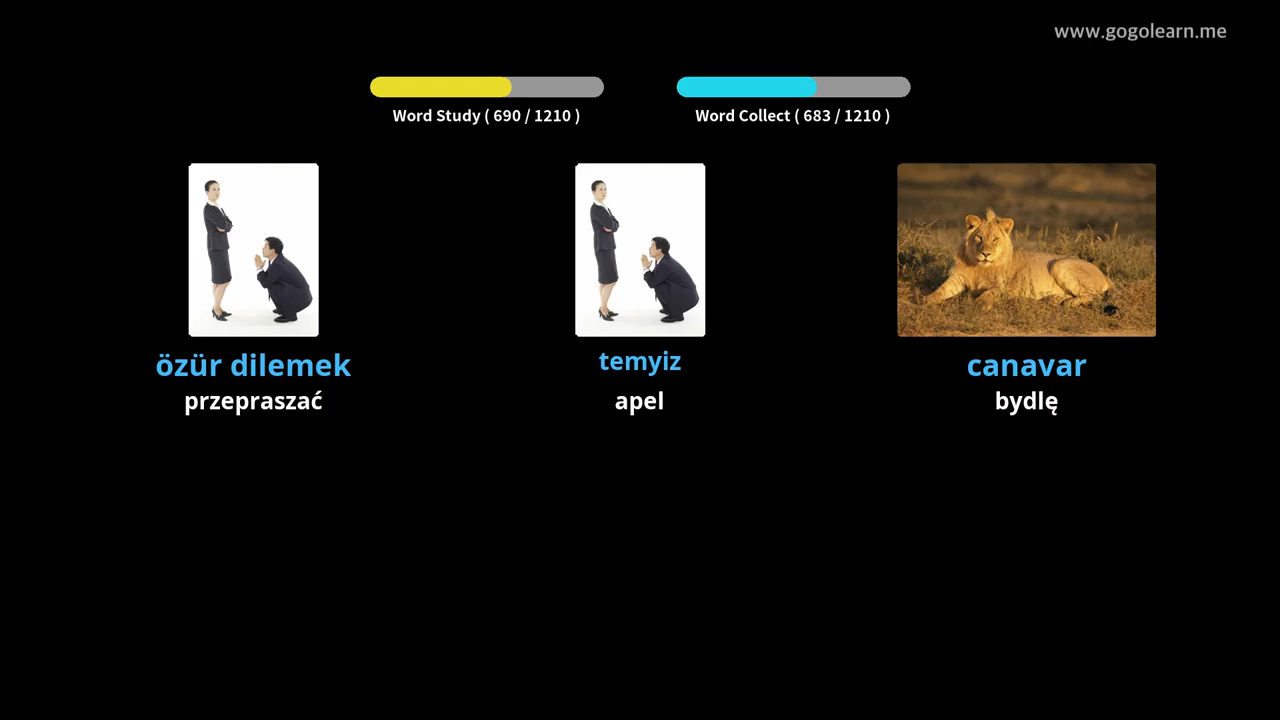 www.gogolearn.me
Word Study ( 690 / 1210 )
Word Collect ( 683 / 1210 )
özür dilemek
przepraszać
temyiz
apel
canavar
bydlę